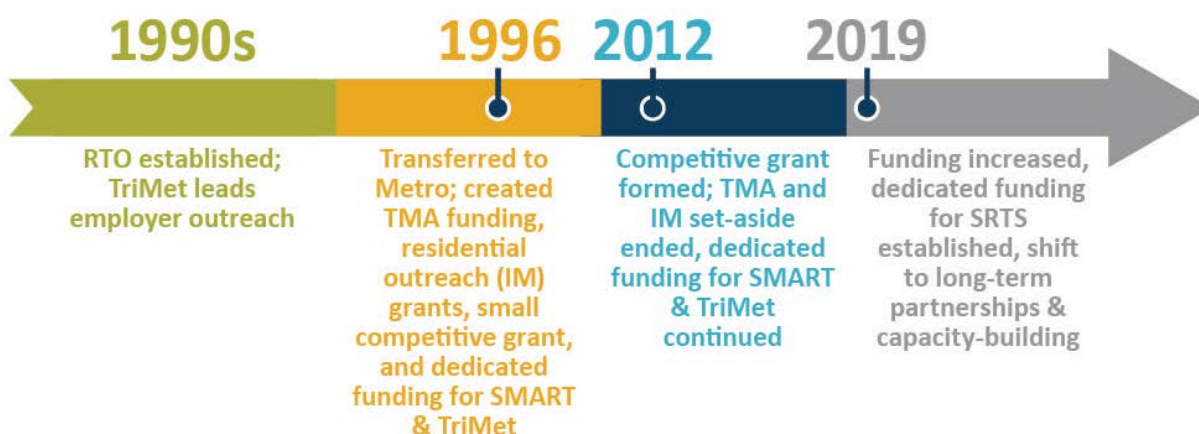 1990s
1996
2012
2019
RTO established;
TriMet leads
employer outreach
Transferred to
Metro; created
TMA funding,
residential
outreach (IM)
grants, small
competitive grant,
and dedicated
funding for SMART
& TriMet
Competitive grant
formed; TMA and
IM set-aside
ended, dedicated
funding for SMART
& TriMet
continued
Funding increased,
dedicated funding
for SRTS
established, shift
to long-term
partnerships &
capacity-building